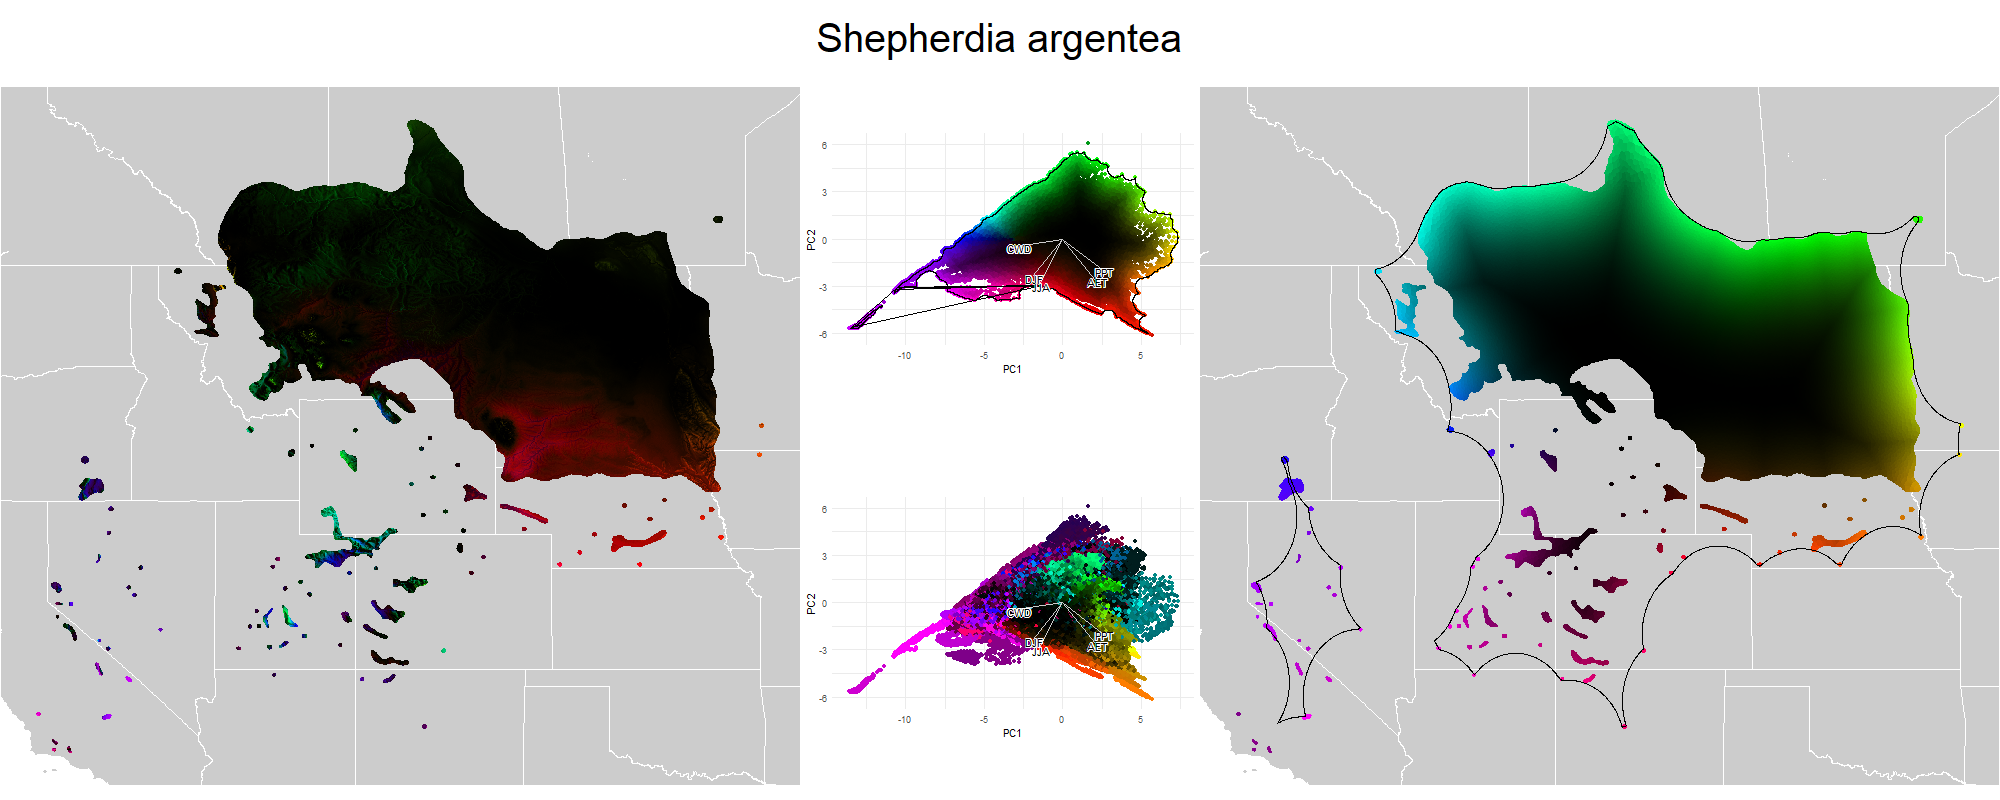 Shepherdia argentea
6
3
0
-3
-6
PC2
CWD
PPT
AET
DJF
JJA
-10
-5
0
5
PC1
6
3
0
-3
-6
PC2
CWD
PPT
AET
DJF
JJA
-10
-5
0
5
PC1